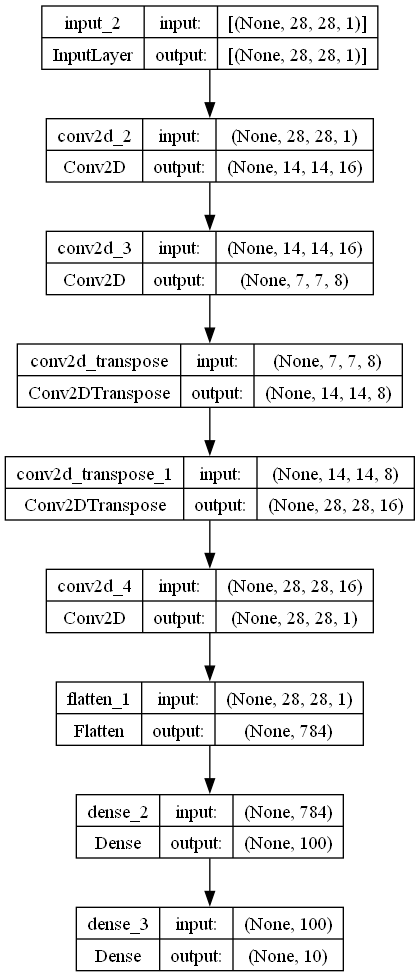 input_2 input: [(None, 28, 28, 1)]
InputLayer output: [(None, 28, 28, 1)]
conv2d_2 input: (None, 28, 28, 1)
Conv2D output: (None, 14, 14, 16)
conv2d_3 input: (None, 14, 14, 16)
Conv2D output: (None, 7, 7, 8)
conv2d_transpose input: (None, 7, 7, 8)
Conv2DTranspose output: (None, 14, 14, 8)
conv2d_transpose_1 input: (None, 14, 14, 8)
Conv2DTranspose output: (None, 28, 28, 16)
conv2d_4 input: (None, 28, 28, 16)
Conv2D output: (None, 28, 28, 1)
flatten_1 input: (None, 28, 28, 1)
Flatten output: (None, 784)
dense_2 input: (None, 784)
Dense output: (None, 100)
dense_3 input: (None, 100)
Dense output: (None, 10)